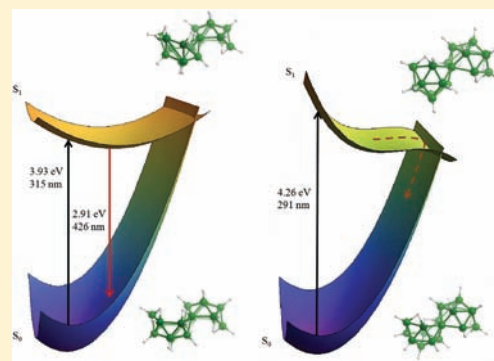 S₁
3.93 eV
315 nm
2.91 eV
426 nm
S₀
S₁
4.26 eV
291 nm
S₀